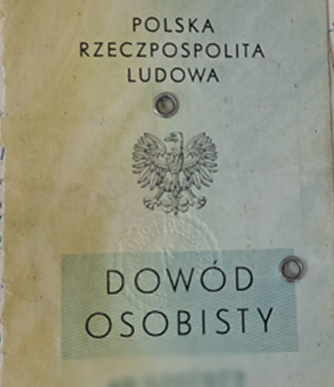 POLSKA
RZECZPOSPOLITA
LUDOWA
DOWÓD
OSOBISTY